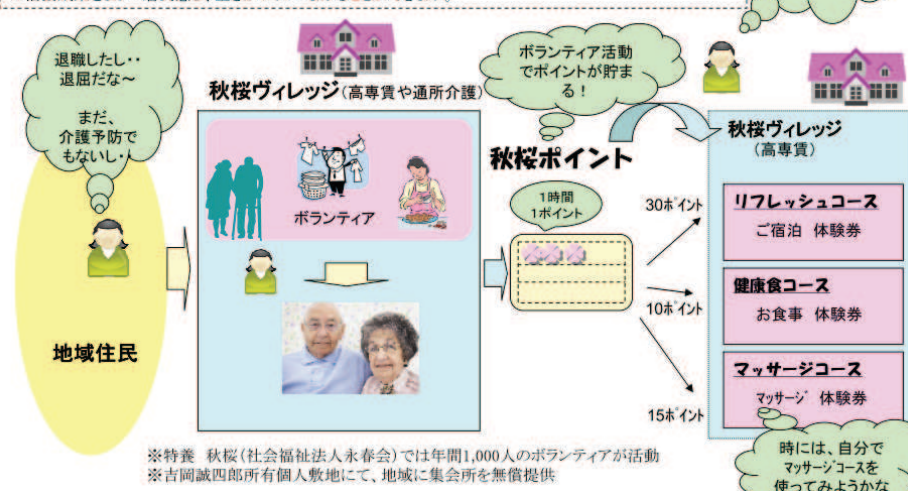 退職したし・・
退屈だな～
まだ、
介護予防で
もないし・・
秋桜ヴィレッジ(高専賃や通所介護)
ボランティア活動
でポイントが貯ま
る！
秋桜ヴィレッジ
(高専賃)
秋桜ポイント
ボランティア
1時間
1ポイント
30ポイント
リフレッシュコース
ご宿泊 体験券
10ポイント
健康食コース
お食事 体験券
15ポイント
マッサージコース
マッサージ 体験券
地域住民
時には、自分で
マッサージコースを
使ってみようかな
※特養 秋桜(社会福祉法人永春会)では年間1,000人のボランティアが活動
※吉岡誠四郎所有個人敷地にて、地域に集会所を無償提供